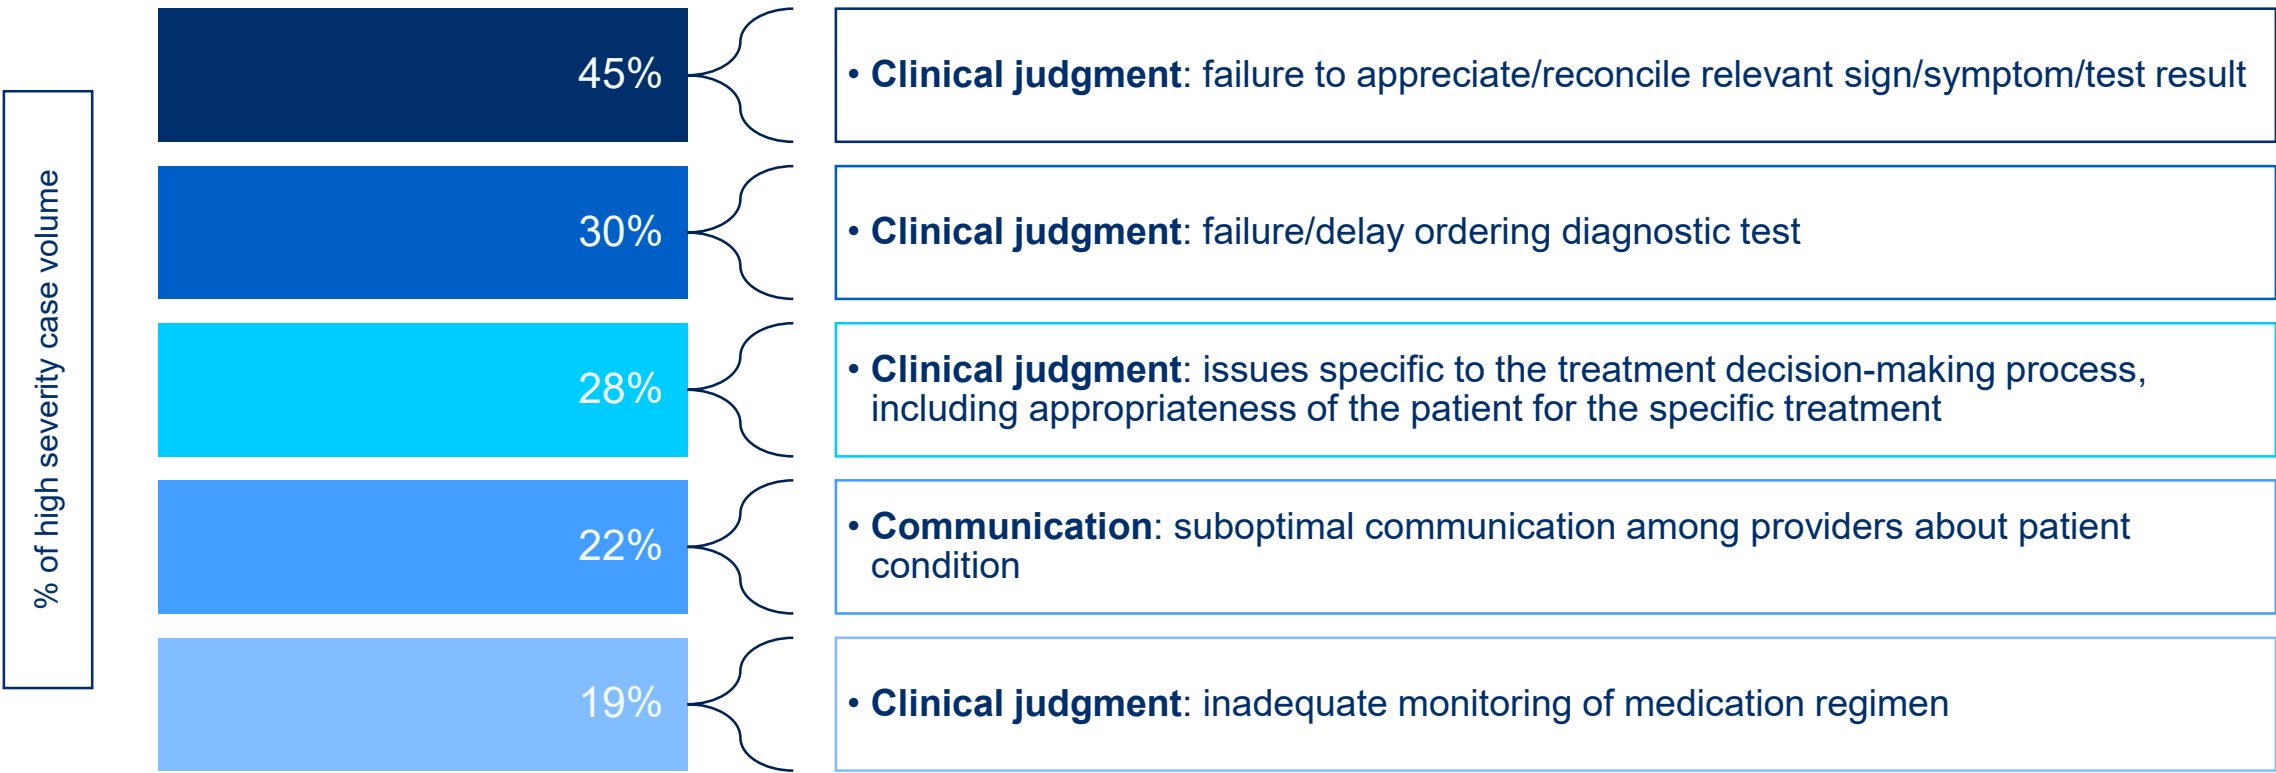 % of high severity case volume
45%
• Clinical judgment: failure to appreciate/reconcile relevant sign/symptom/test result
30%
• Clinical judgment: failure/delay ordering diagnostic test
28%
• Clinical judgment: issues specific to the treatment decision-making process,
including appropriateness of the patient for the specific treatment
22%
• Communication: suboptimal communication among providers about patient
condition
19%
• Clinical judgment: inadequate monitoring of medication regimen